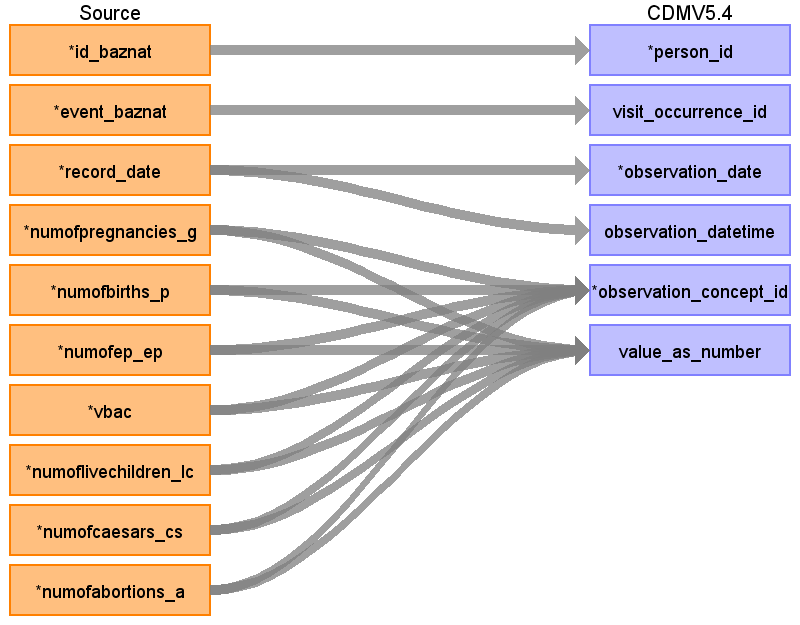 Source
CDMV5.4
*id_baznat
*person_id
*event_baznat
visit_occurrence_id
*record_date
*observation_date
*numofpregnancies_g
observation_datetime
*numofbirths_p
*observation_concept_id
*numofep_ep
value_as_number
*vbac
*numoflivechildren_lc
*numofcaesars_cs
*numofabortions_a